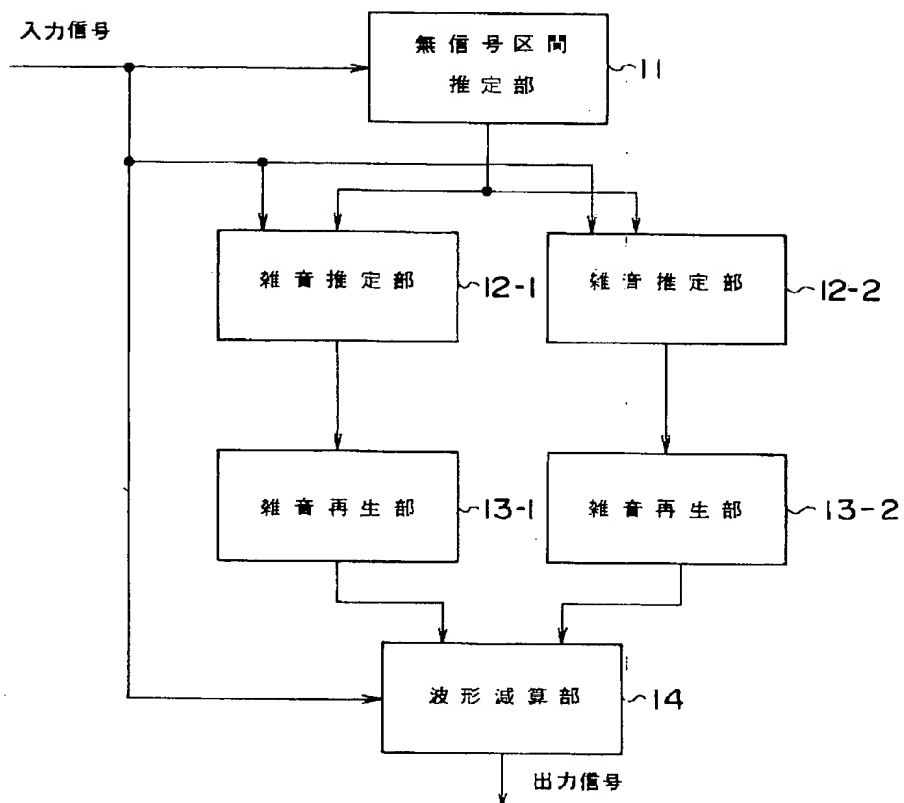 入力信号
無信号区間
推定部
11
雑音推定部
12-1
雑音推定部
12-2
雑音再生部
13-1
雑音再生部
13-2
波形減算部
14
出力信号